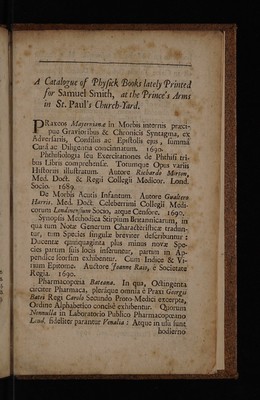 A Catalogue of Physick Books lately Printed
for Samuel Smith, at the Prince's Arms
in St. Paul's Church-Yard.
PRaxeos Mayernianæ In Morbis internis præci-
pue Gravioribus & Chronicis Syntagma, ex
Adversariis, Consiliis ac Epistolis ejus, summâ
Curâ ac Diligentia concinnatum. 1690.
Phthisiologia seu Exercitationes de Phthisi tri-
bus Libris comprehensæ. Totumque Opus variis
Historiis illustratum. Autore Richardo Morton,
Med. Doct. & Regii Collegii Medicor. Lond.
Socio. 1689.
De Morbis Acutis Infantum. Autore Gualtero
Harris. Med. Doct. Celeberrimi Collegii Medi-
corum Londinensium Socio, atque Censore. 1690.
Synopsis Methodica Stirpium Britannicarum, in
qua tum Notæ Generum Characteristicæ tradun-
tur, tum Species singulæ breviter describuntur:
Ducentæ quinquaginta plus minus novæ Spe-
cies partim suis locis inseruntur, partim in Ap-
pendice seorsim exhibentur. Cum Indice & Vi-
rium Epitome. Auctore Joanne Raio, è Societate
Regia. 1690.
Pharmacopœia Bateana. In qua, Octingenta
circiter Pharmaca, pleraque omnia è Praxi Georgii
Batei Regi Carolo Secundo Proto Medici excerpta,
Ordine Alphabetico concisè exhibentur. Quorum
Nonnulla in Laboratorio Publico Pharmacopœano
Lond. fideliter parantur Venalia: Atque in usu sunt
hodierno